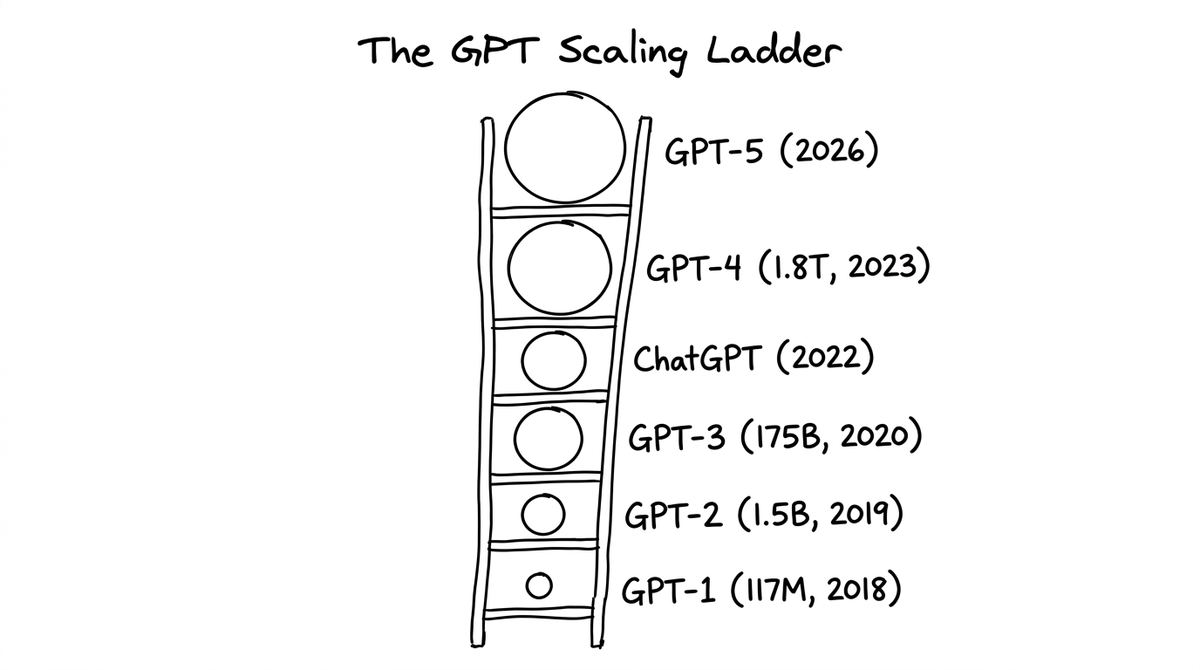 The GPT Scaling Ladder
GPT-5 (2026)
GPT-4 (1.8T, 2023)
ChatGPT (2022)
GPT-3 (175B, 2020)
GPT-2 (1.5B, 2019)
GPT-1 (117M, 2018)